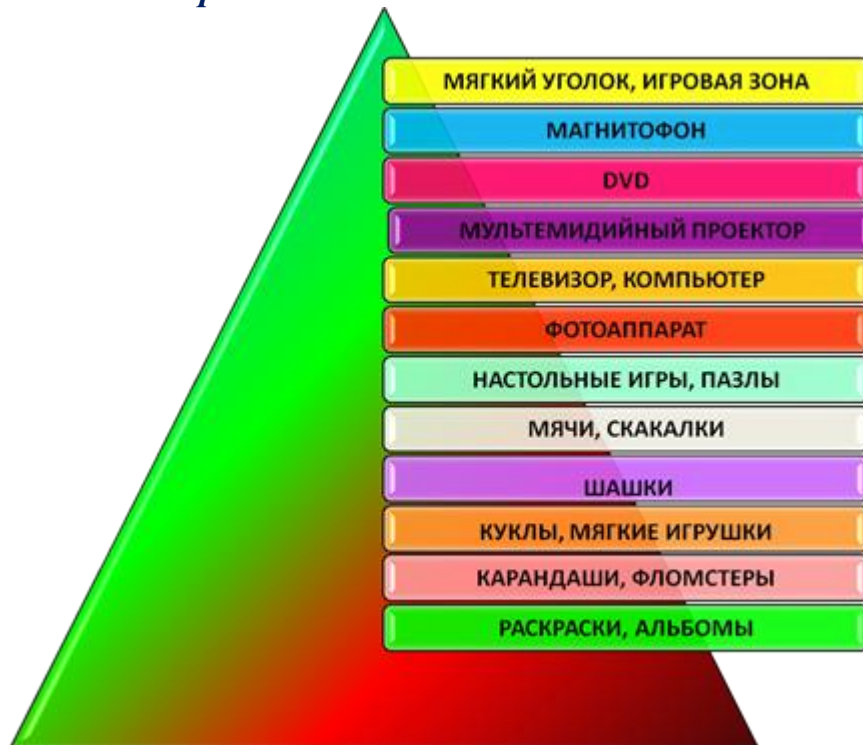 МЯГКИЙ УГОЛОК, ИГРОВАЯ ЗОНА
МАГНИТОФОН
DVD
МУЛЬТЕМИДИЙНЫЙ ПРОЕКТОР
ТЕЛЕВИЗОР, КОМПЬЮТЕР
ФОТОАППАРАТ
НАСТОЛЬНЫЕ ИГРЫ, ПАЗЛЫ
МЯЧИ, СКАКАЛКИ
ШАШКИ
КУКЛЫ, МЯГКИЕ ИГРУШКИ
КАРАНДАШИ, ФЛОМСТЕРЫ
РАСКРАСКИ, АЛЬБОМЫ